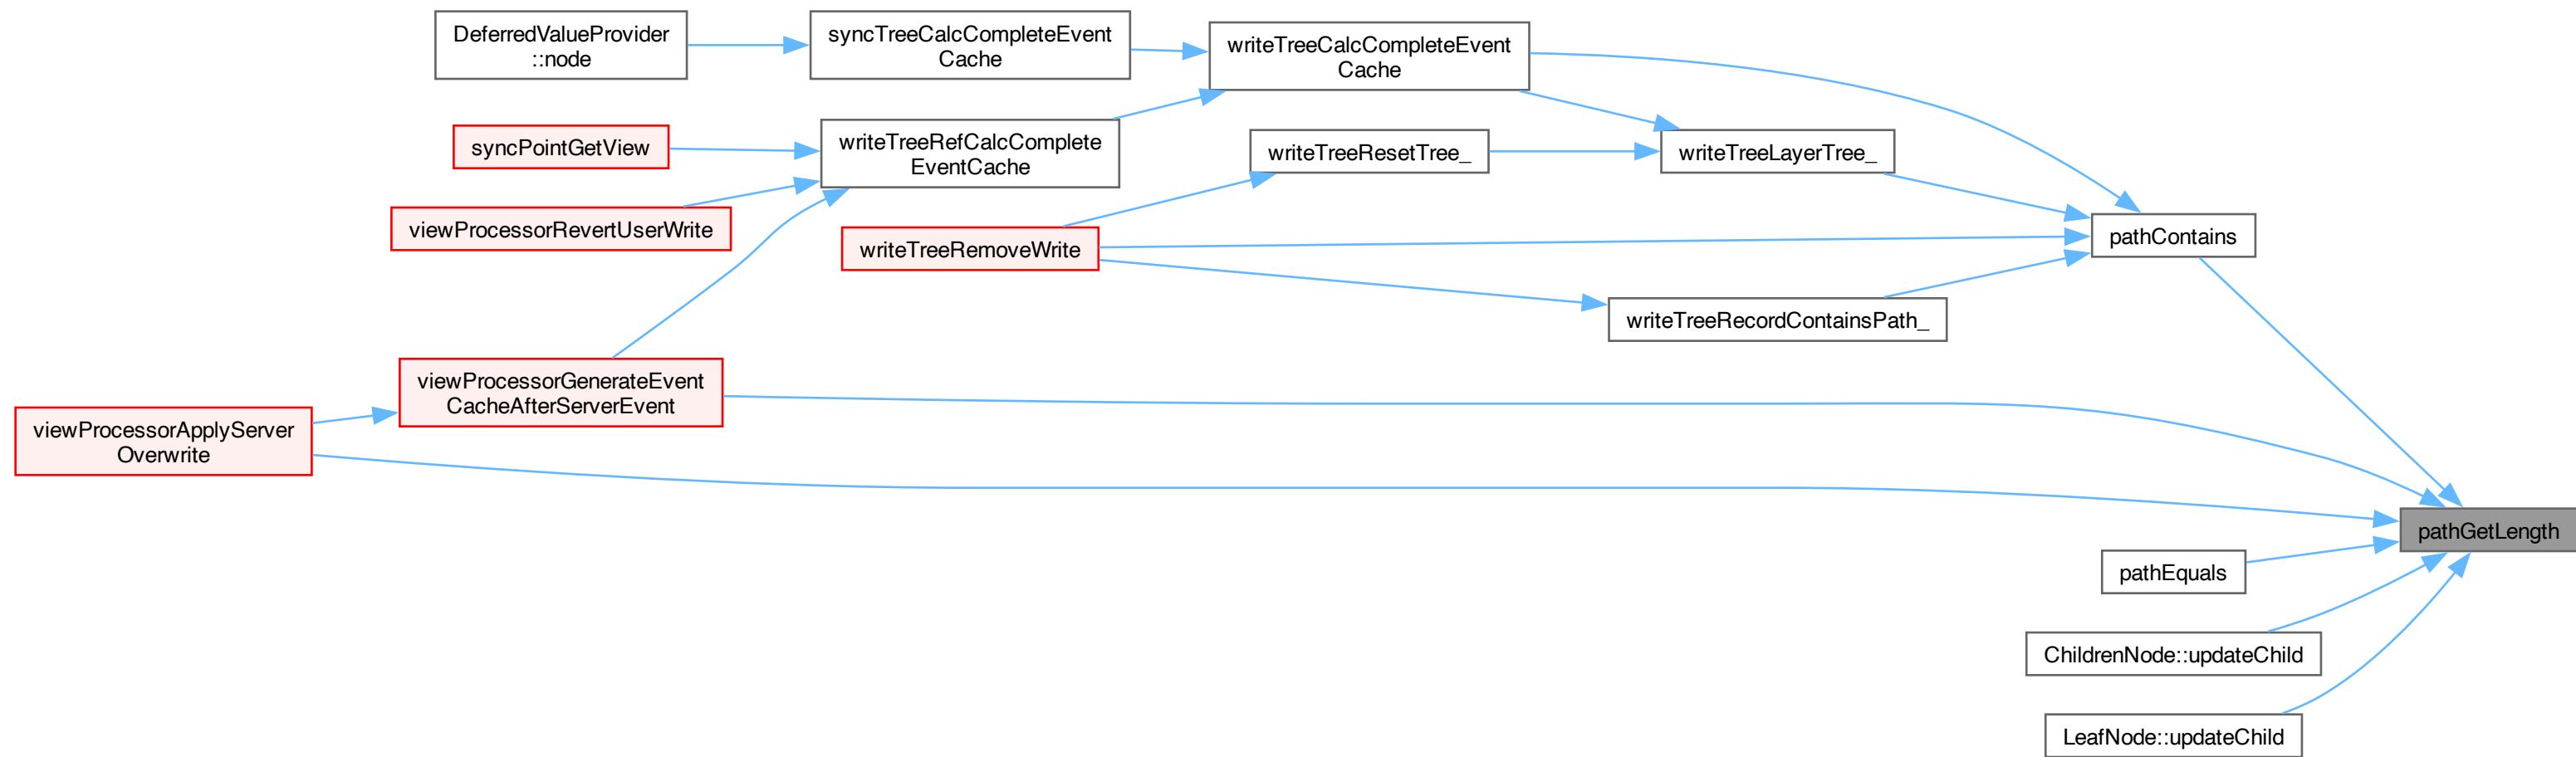 DeferredValueProvider
::node
syncTreeCalcCompleteEvent
Cache
writeTreeCalcCompleteEvent
Cache
syncPointGetView
writeTreeRefCalcComplete
EventCache
writeTreeResetTree_
writeTreeLayerTree_
viewProcessorRevertUserWrite
writeTreeRemoveWrite
pathContains
writeTreeRecordContainsPath_
viewProcessorGenerateEvent
CacheAfterServerEvent
viewProcessorApplyServer
Overwrite
pathGetLength
pathEquals
ChildrenNode::updateChild
LeafNode::updateChild